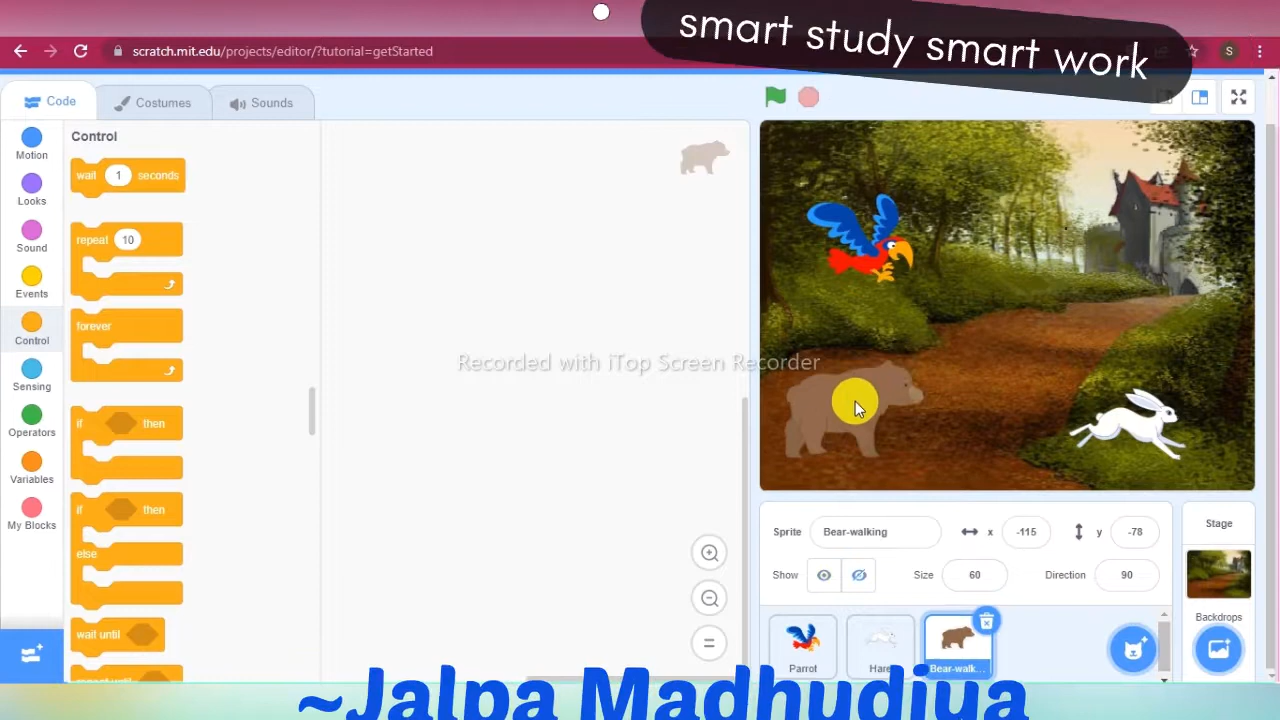 smart study smart work
scratch.mit.edu/projects/editor/?tutorial=getStarted
S
Code
Costumes
Sounds
Motion
Looks
Sound
Events
Control
Sensing
Operators
Variables
My Blocks
Control
wait 1 seconds
repeat 10
forever
if then
if then
else
wait until
Recorded with iTop Screen Recorder
Sprite Bear-walking x -115 y -78
Show Size 60 Direction 90
Parrot
Hare
Bear-walk...
Stage
Backdrops
~Jalpa Madhudiya